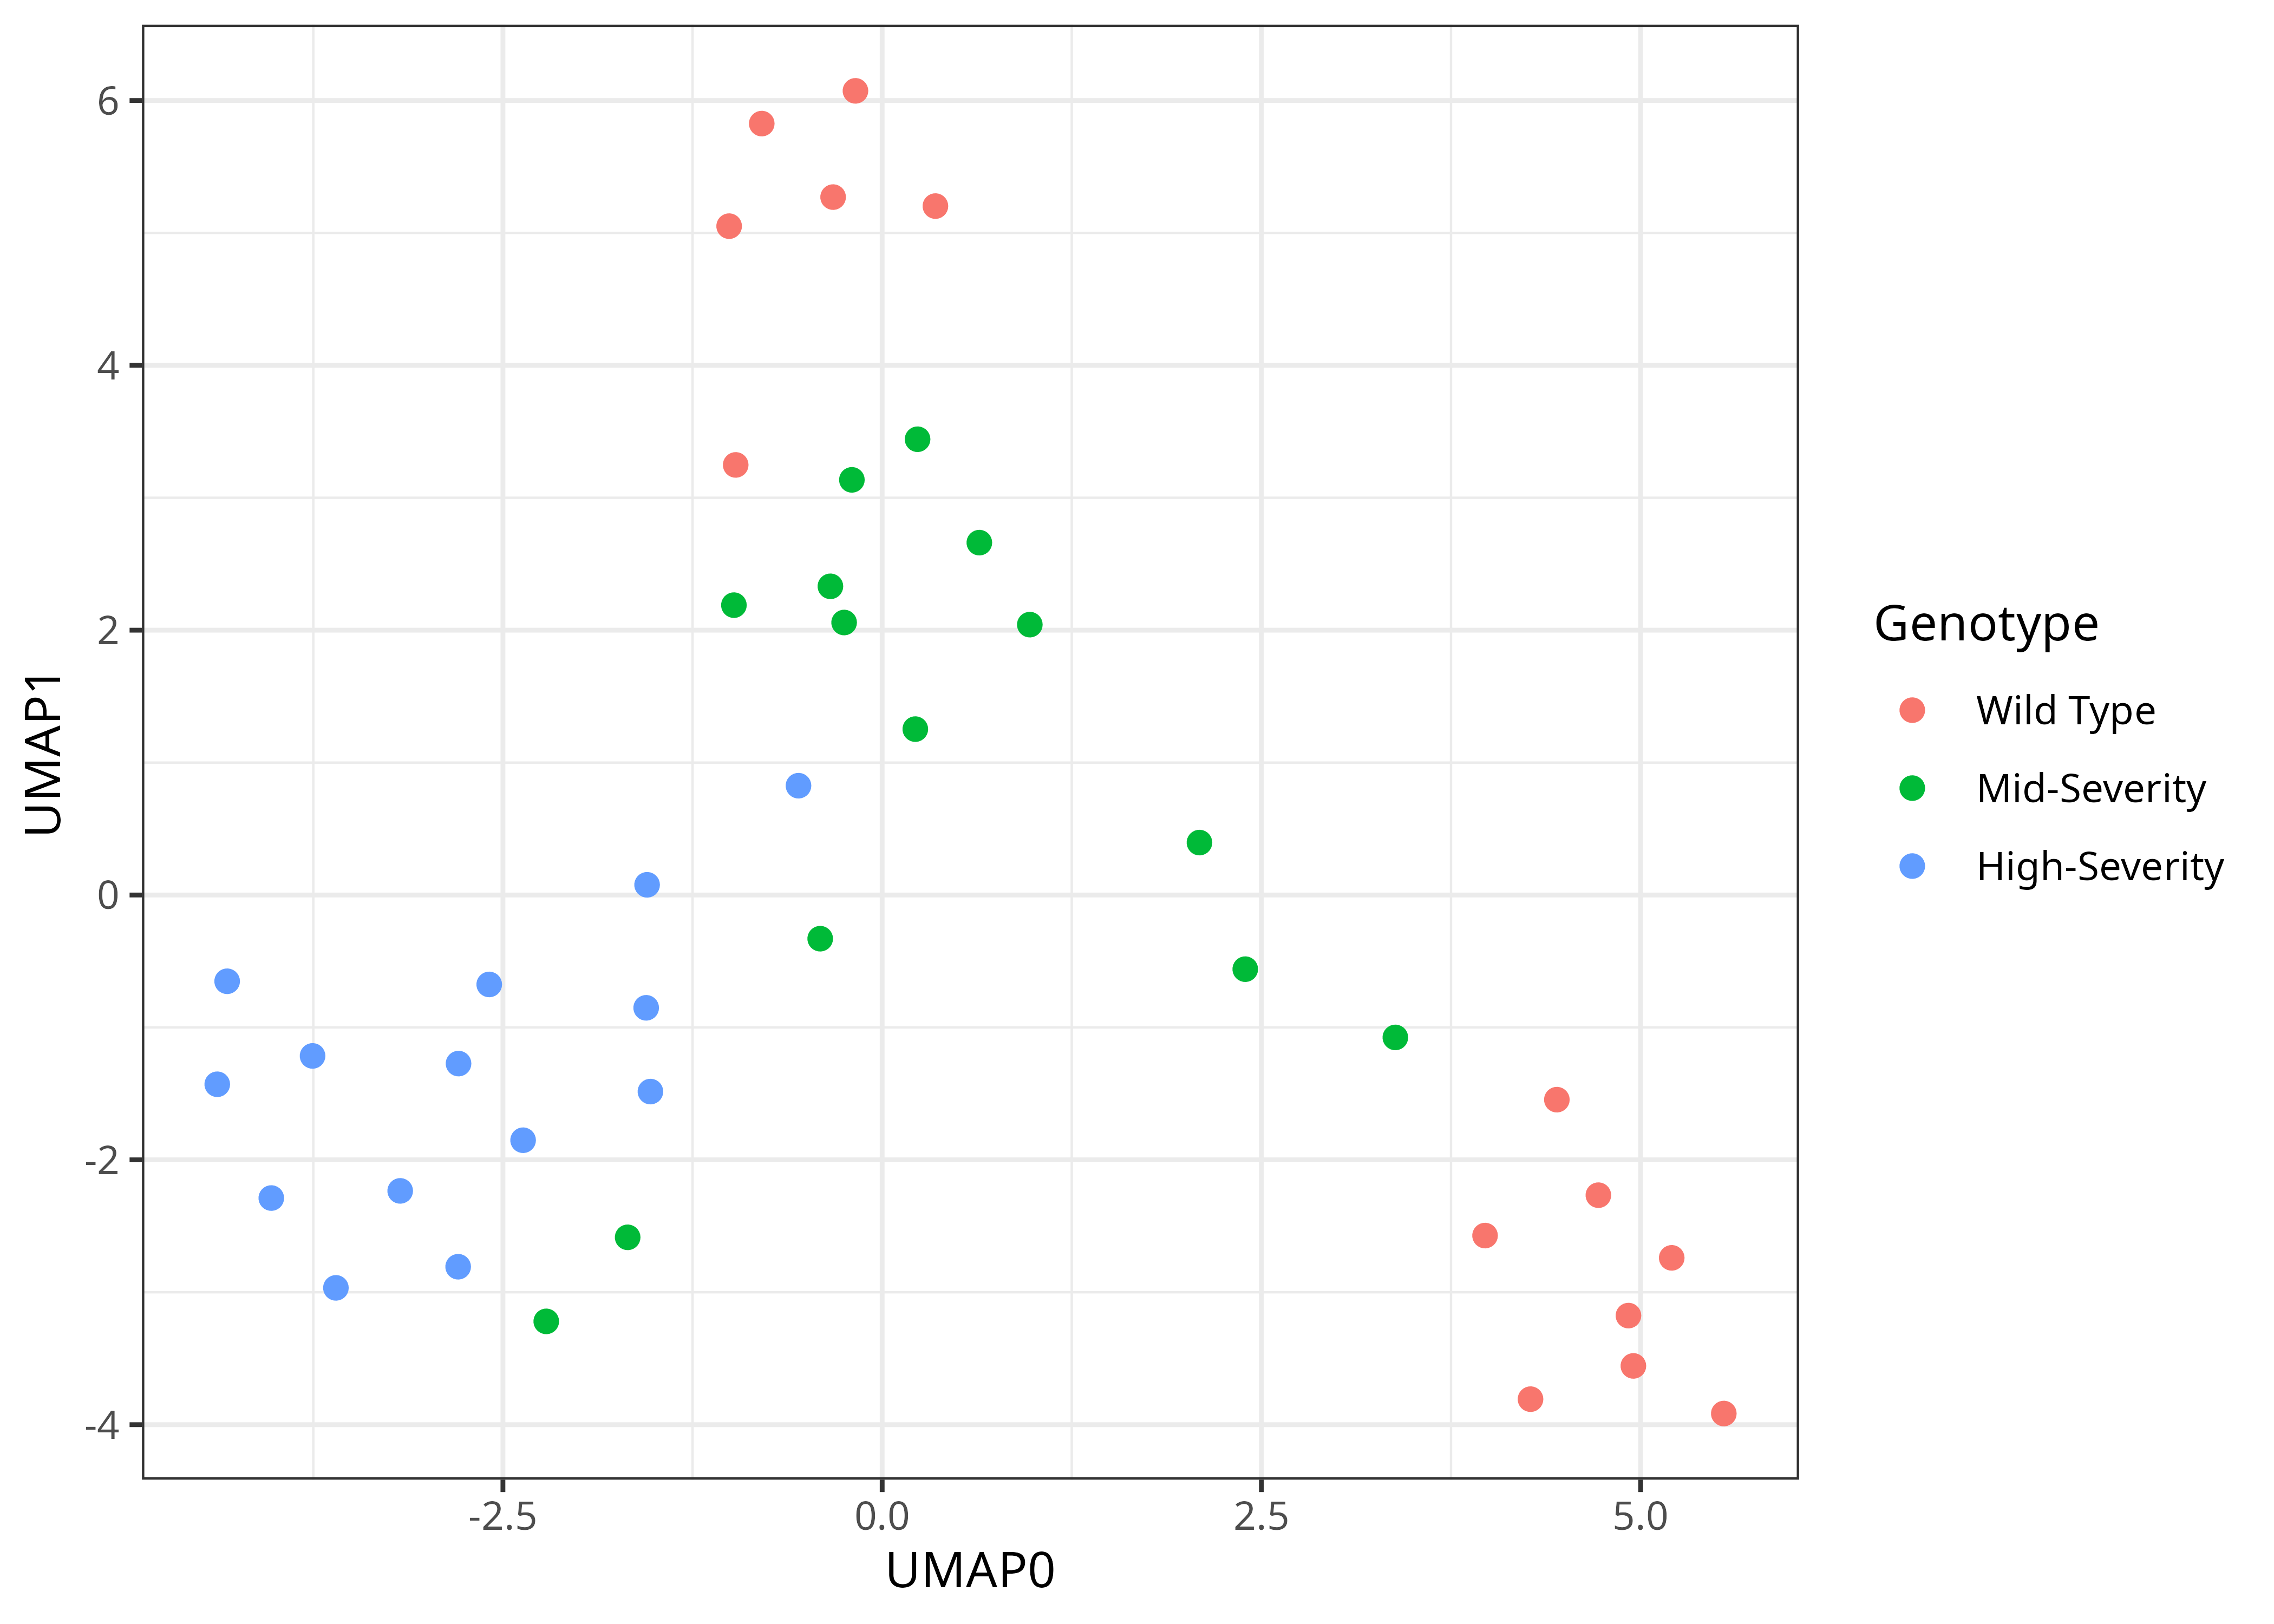 6
4
2
0
-2
-4
UMAP1
-2.5 0.0 2.5 5.0
UMAP0
Genotype
Wild Type
Mid-Severity
High-Severity